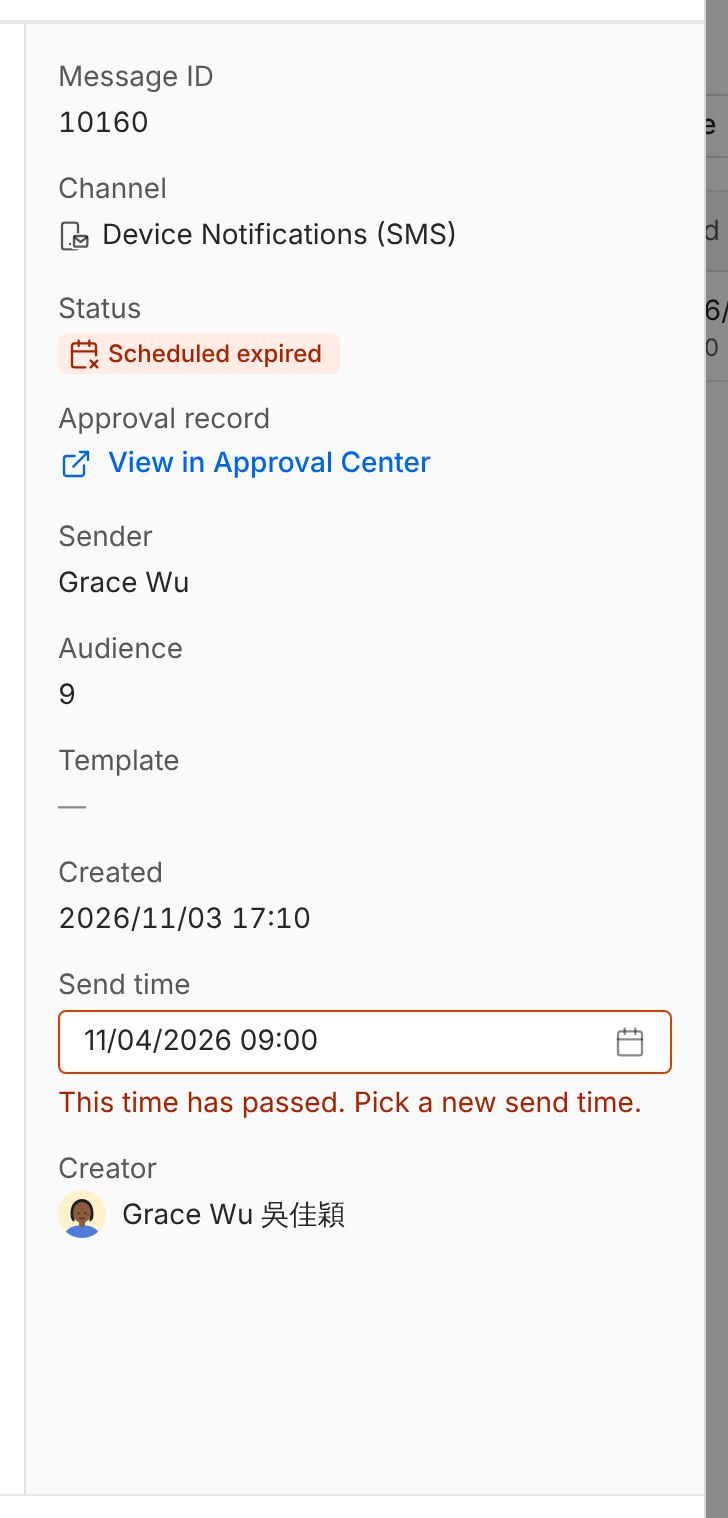 Message ID
10160
Channel
Device Notifications (SMS)
Status
Scheduled expired
Approval record
View in Approval Center
Sender
Grace Wu
Audience
9
Template
—
Created
2026/11/03 17:10
Send time
11/04/2026 09:00
This time has passed. Pick a new send time.
Creator
Grace Wu 吳佳穎
e
d
6/
0